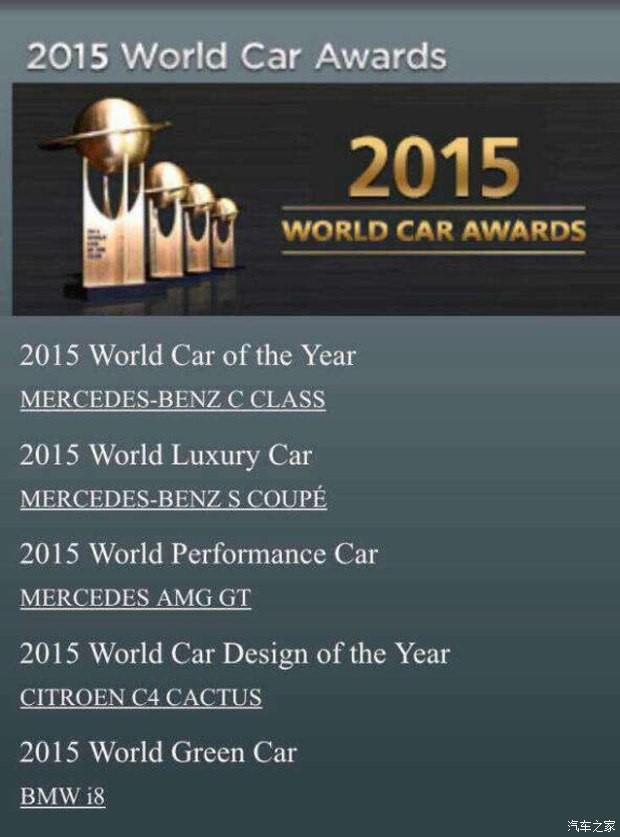 2015 World Car Awards
2015
WORLD CAR AWARDS
2015 World Car of the Year
MERCEDES-BENZ C CLASS
2015 World Luxury Car
MERCEDES-BENZ S COUPÉ
2015 World Performance Car
MERCEDES AMG GT
2015 World Car Design of the Year
CITROEN C4 CACTUS
2015 World Green Car
BMW i8
汽车之家